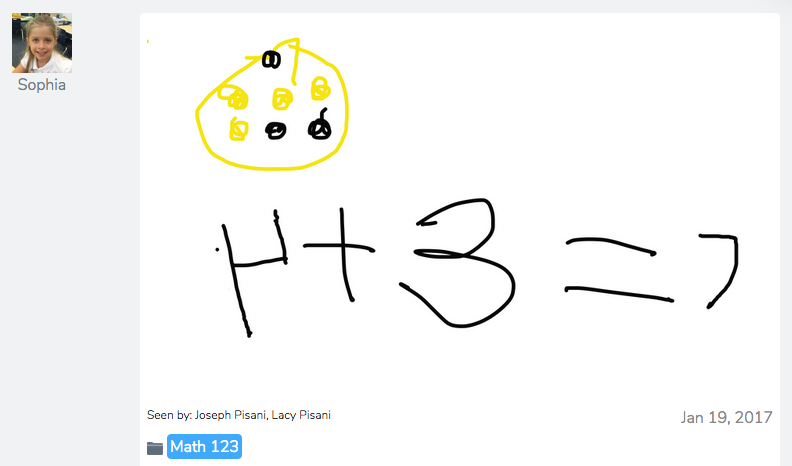 Sophia
4+3=7
Seen by: Joseph Pisani, Lacy Pisani
Jan 19, 2017
Math 123